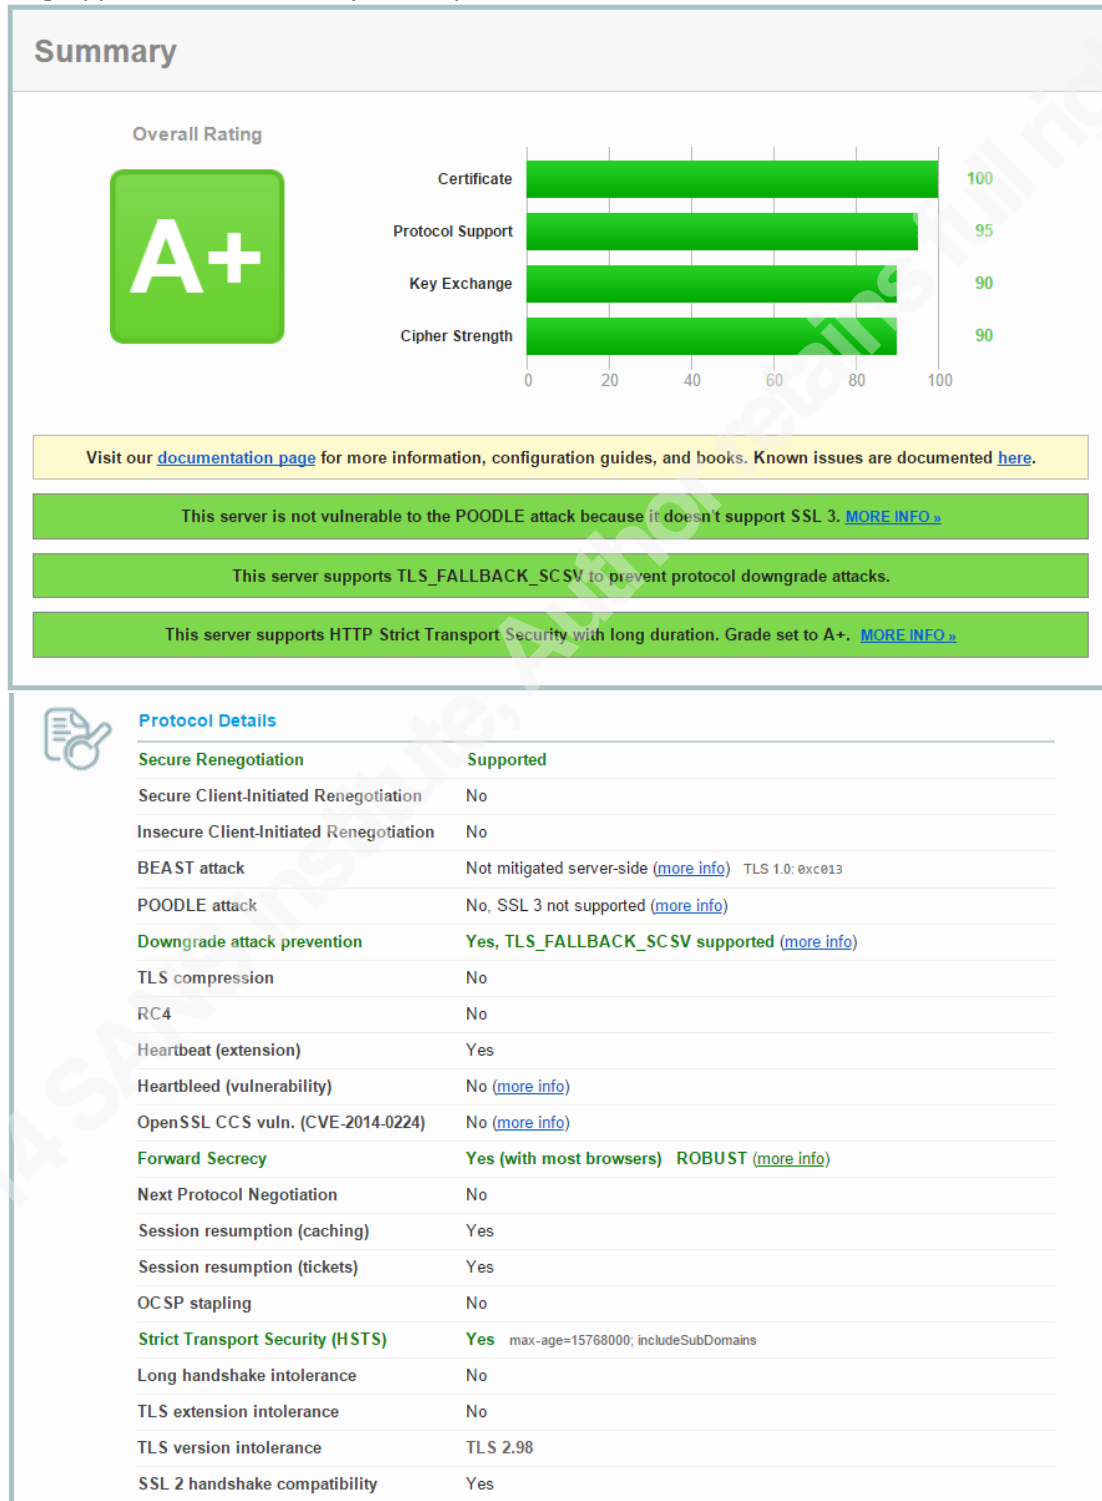 Summary
Overall Rating
A+
Certificate 100
Protocol Support 95
Key Exchange 90
Cipher Strength 90
0 20 40 60 80 100
Visit our documentation page for more information, configuration guides, and books. Known issues are documented here.
This server is not vulnerable to the POODLE attack because it doesn't support SSL 3. MORE INFO »
This server supports TLS_FALLBACK_SCSV to prevent protocol downgrade attacks.
This server supports HTTP Strict Transport Security with long duration. Grade set to A+. MORE INFO »
Protocol Details
Secure Renegotiation Supported
Secure Client-Initiated Renegotiation No
Insecure Client-Initiated Renegotiation No
BEAST attack Not mitigated server-side (more info) TLS 1.0: 0xc013
POODLE attack No, SSL 3 not supported (more info)
Downgrade attack prevention Yes, TLS_FALLBACK_SCSV supported (more info)
TLS compression No
RC4 No
Heartbeat (extension) Yes
Heartbleed (vulnerability) No (more info)
OpenSSL CCS vuln. (CVE-2014-0224) No (more info)
Forward Secrecy Yes (with most browsers) ROBUST (more info)
Next Protocol Negotiation No
Session resumption (caching) Yes
Session resumption (tickets) Yes
OCSP stapling No
Strict Transport Security (HSTS) Yes max-age=15768000; includeSubDomains
Long handshake intolerance No
TLS extension intolerance No
TLS version intolerance TLS 2.98
SSL 2 handshake compatibility Yes
14 SANS Institute, Author retains full